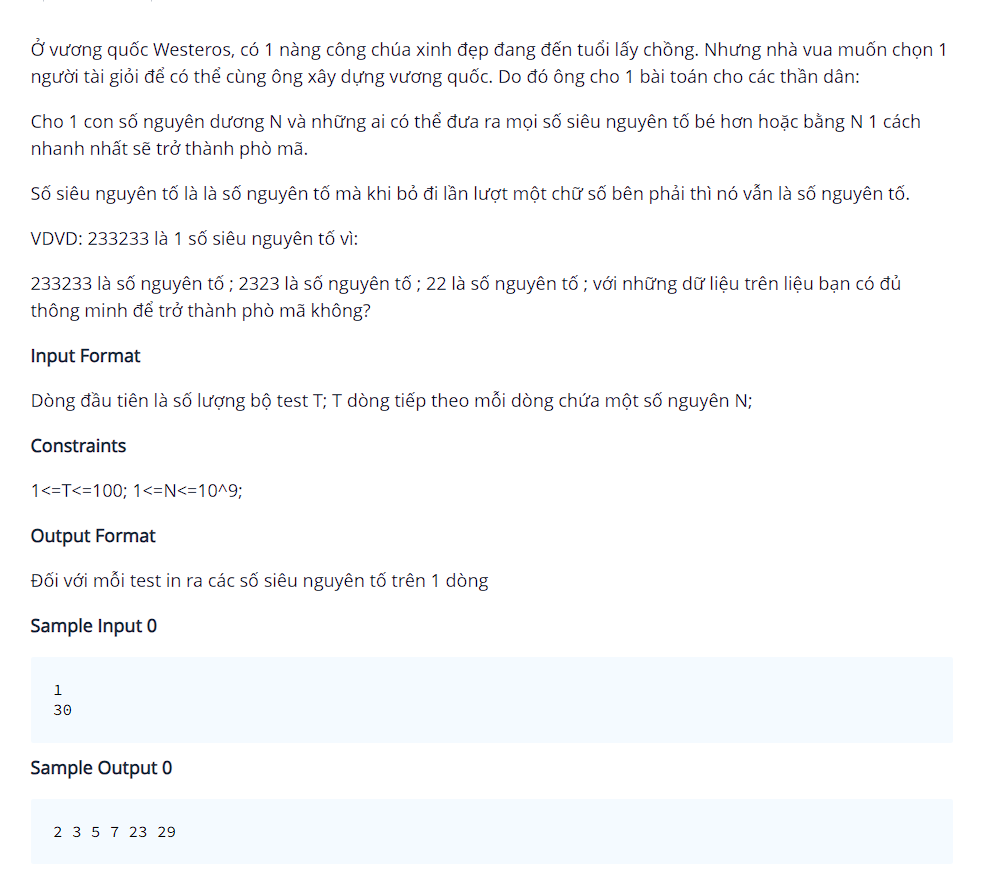 Ở vương quốc Westeros, có 1 nàng công chúa xinh đẹp đang đến tuổi lấy chồng. Nhưng nhà vua muốn chọn 1
người tài giỏi để có thể cùng ông xây dựng vương quốc. Do đó ông cho 1 bài toán cho các thần dân:
Cho 1 con số nguyên dương N và những ai có thể đưa ra mọi số siêu nguyên tố bé hơn hoặc bằng N 1 cách
nhanh nhất sẽ trở thành phò mã.
Số siêu nguyên tố là là số nguyên tố mà khi bỏ đi lần lượt một chữ số bên phải thì nó vẫn là số nguyên tố.
VDVD: 233233 là 1 số siêu nguyên tố vì:
233233 là số nguyên tố ; 2323 là số nguyên tố ; 22 là số nguyên tố ; với những dữ liệu trên liệu bạn có đủ
thông minh để trở thành phò mã không?
Input Format
Dòng đầu tiên là số lượng bộ test T; T dòng tiếp theo mỗi dòng chứa một số nguyên N;
Constraints
1<=T<=100; 1<=N<=10^9;
Output Format
Đối với mỗi test in ra các số siêu nguyên tố trên 1 dòng
Sample Input 0
1
30
Sample Output 0
2 3 5 7 23 29